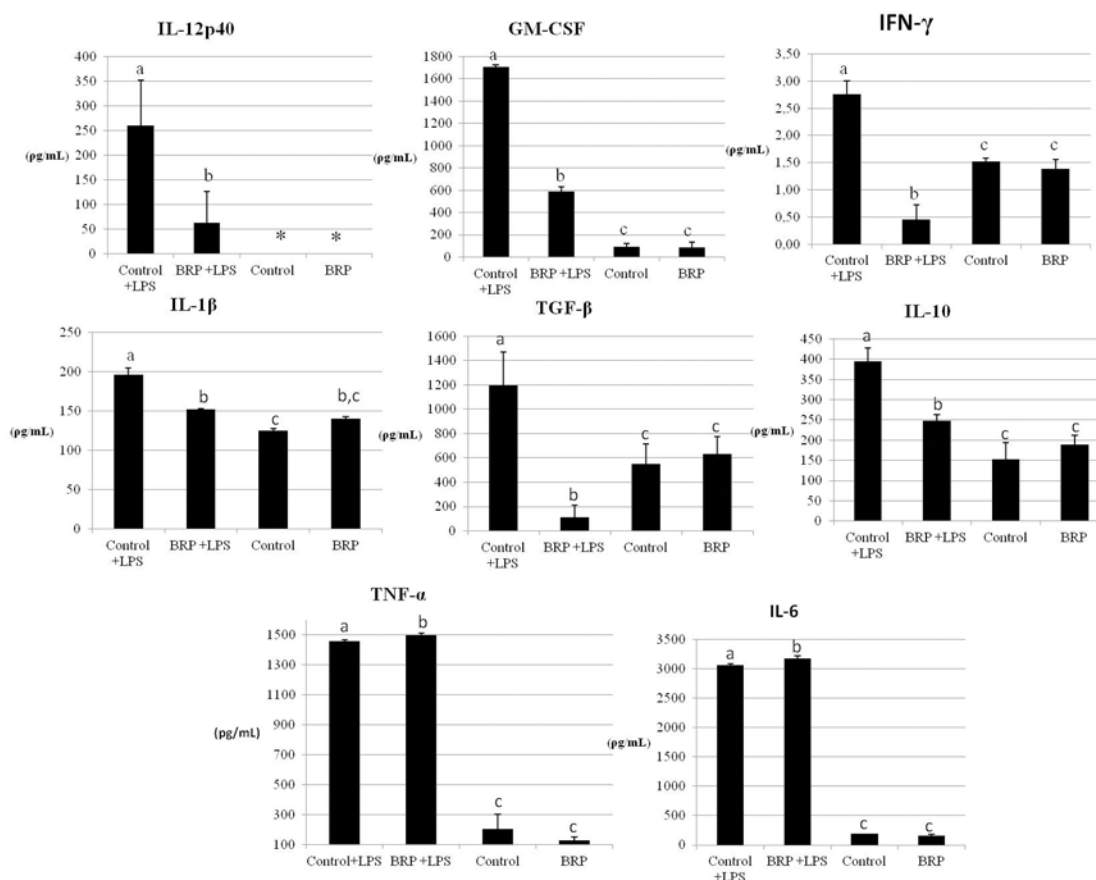 IL-12p40
400
a
350
300
250
(ρg/mL)
200
b
150
100
50
* *
0
Control +LPS BRP +LPS Control BRP
GM-CSF
1800
a
1600
1400
1200
(ρg/mL)
1000
800
b
600
400
c c
200
0
Control +LPS BRP +LPS Control BRP
IFN-γ
3,50
a
3,00
2,50
2,00
c c
(ρg/mL)
1,50
b
1,00
0,50
0,00
Control +LPS BRP +LPS Control BRP
IL-1β
250
a
200
b c b,c
150
(ρg/mL)
100
50
0
Control +LPS BRP +LPS Control BRP
TGF-β
1600
a
1400
1200
1000
(ρg/mL)
800
c c
600
400
b
200
0
Control +LPS BRP +LPS Control BRP
IL-10
450
a
400
350
300
b
(ρg/mL)
250
c c
200
150
100
50
0
Control +LPS BRP +LPS Control BRP
TNF-α
a b
1500
1300
1100
900
(pg/mL)
700
500
c
300
c
100
Control+LPS BRP +LPS Control BRP
IL-6
3500
a b
3000
2500
2000
(ρg/mL)
1500
1000
500
c c
0
Control +LPS BRP +LPS Control BRP